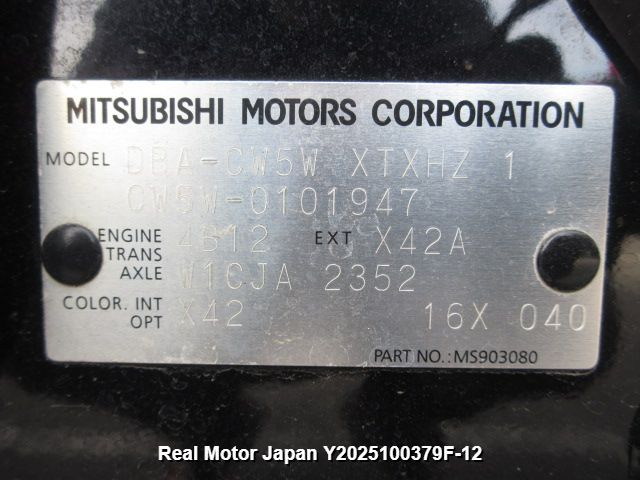 MITSUBISHI MOTORS CORPORATION
MODEL DBA-CW5W XTXHZ 1
CW5W-0101947
ENGINE 4B12 EXT X42A
TRANS
AXLE W1CJA 2352
COLOR. INT X42 16X 040
OPT
PART NO.: MS903080
Real Motor Japan Y2025100379F-12